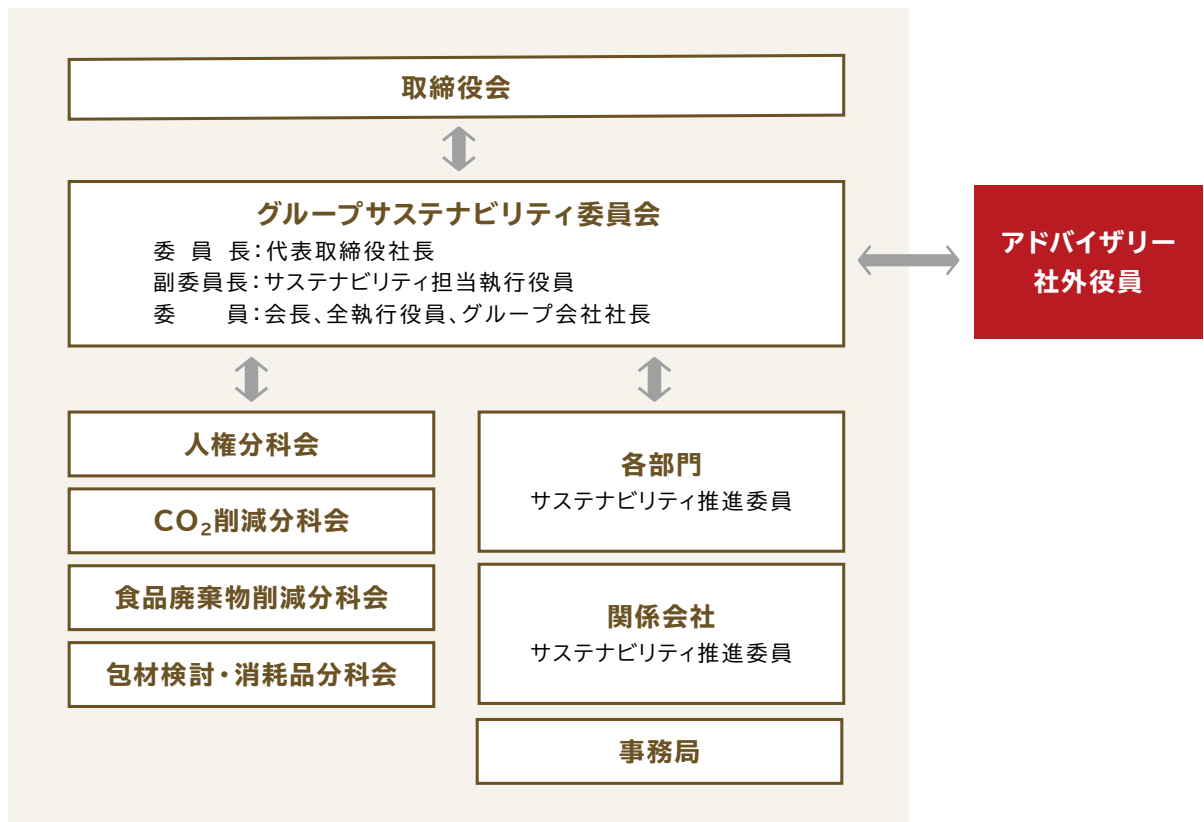 取締役会
グループサステナビリティ委員会
委員長：代表取締役社長
副委員長：サステナビリティ担当執行役員
委員：会長、全執行役員、グループ会社社長
アドバイザリー
社外役員
人権分科会
CO₂削減分科会
食品廃棄物削減分科会
包材検討・消耗品分科会
各部門
サステナビリティ推進委員
関係会社
サステナビリティ推進委員
事務局